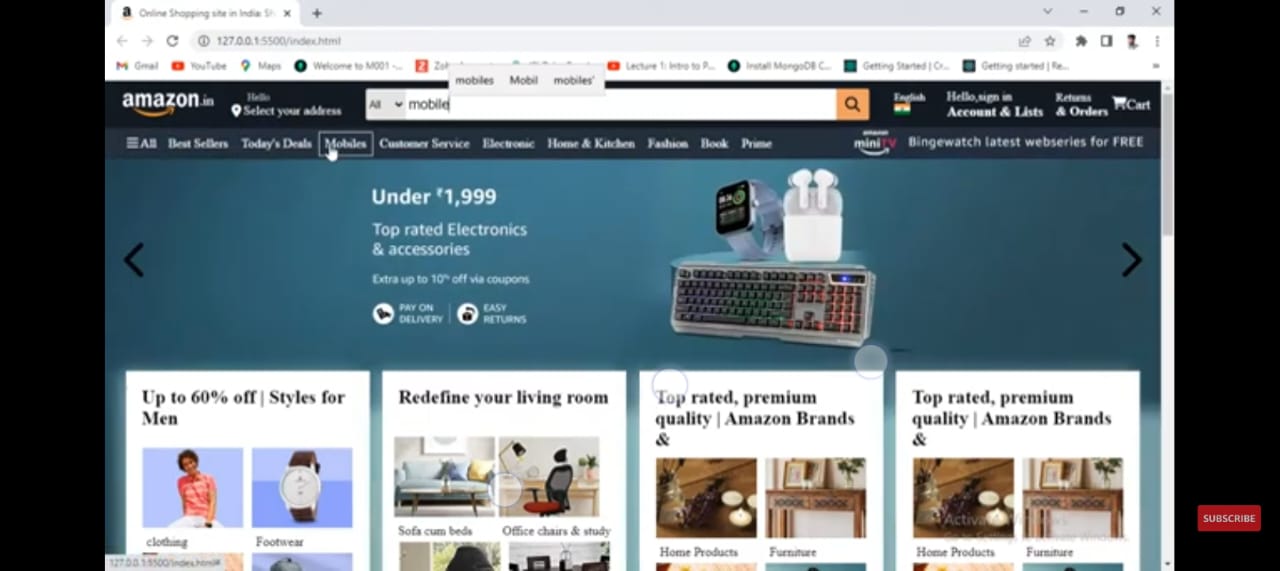 Online Shopping site in India: Sh
127.0.0.1:5500/index.html
Gmail YouTube Maps Welcome to M001 -... Lecture 1: Intro to P... Install MongoDB C... Getting Started | Cr... Getting started | Re...
mobiles Mobil mobiles'
amazon.in
Hello
Select your address
All mobile
English
Hello,sign in
Account & Lists
Returns
& Orders
Cart
All Best Sellers Today's Deals Mobiles Customer Service Electronic Home & Kitchen Fashion Book Prime
amazon
miniTV
Bingewatch latest webseries for FREE
Under ₹1,999
Top rated Electronics
& accessories
Extra up to 10% off via coupons
PAY ON
DELIVERY
EASY
RETURNS
Up to 60% off | Styles for
Men
clothing Footwear
Redefine your living room
Sofa cum beds Office chairs & study
Top rated, premium
quality | Amazon Brands
&
Home Products Furniture
Top rated, premium
quality | Amazon Brands
&
Home Products Furniture
127.0.0.1:5500/index.html#
SUBSCRIBE